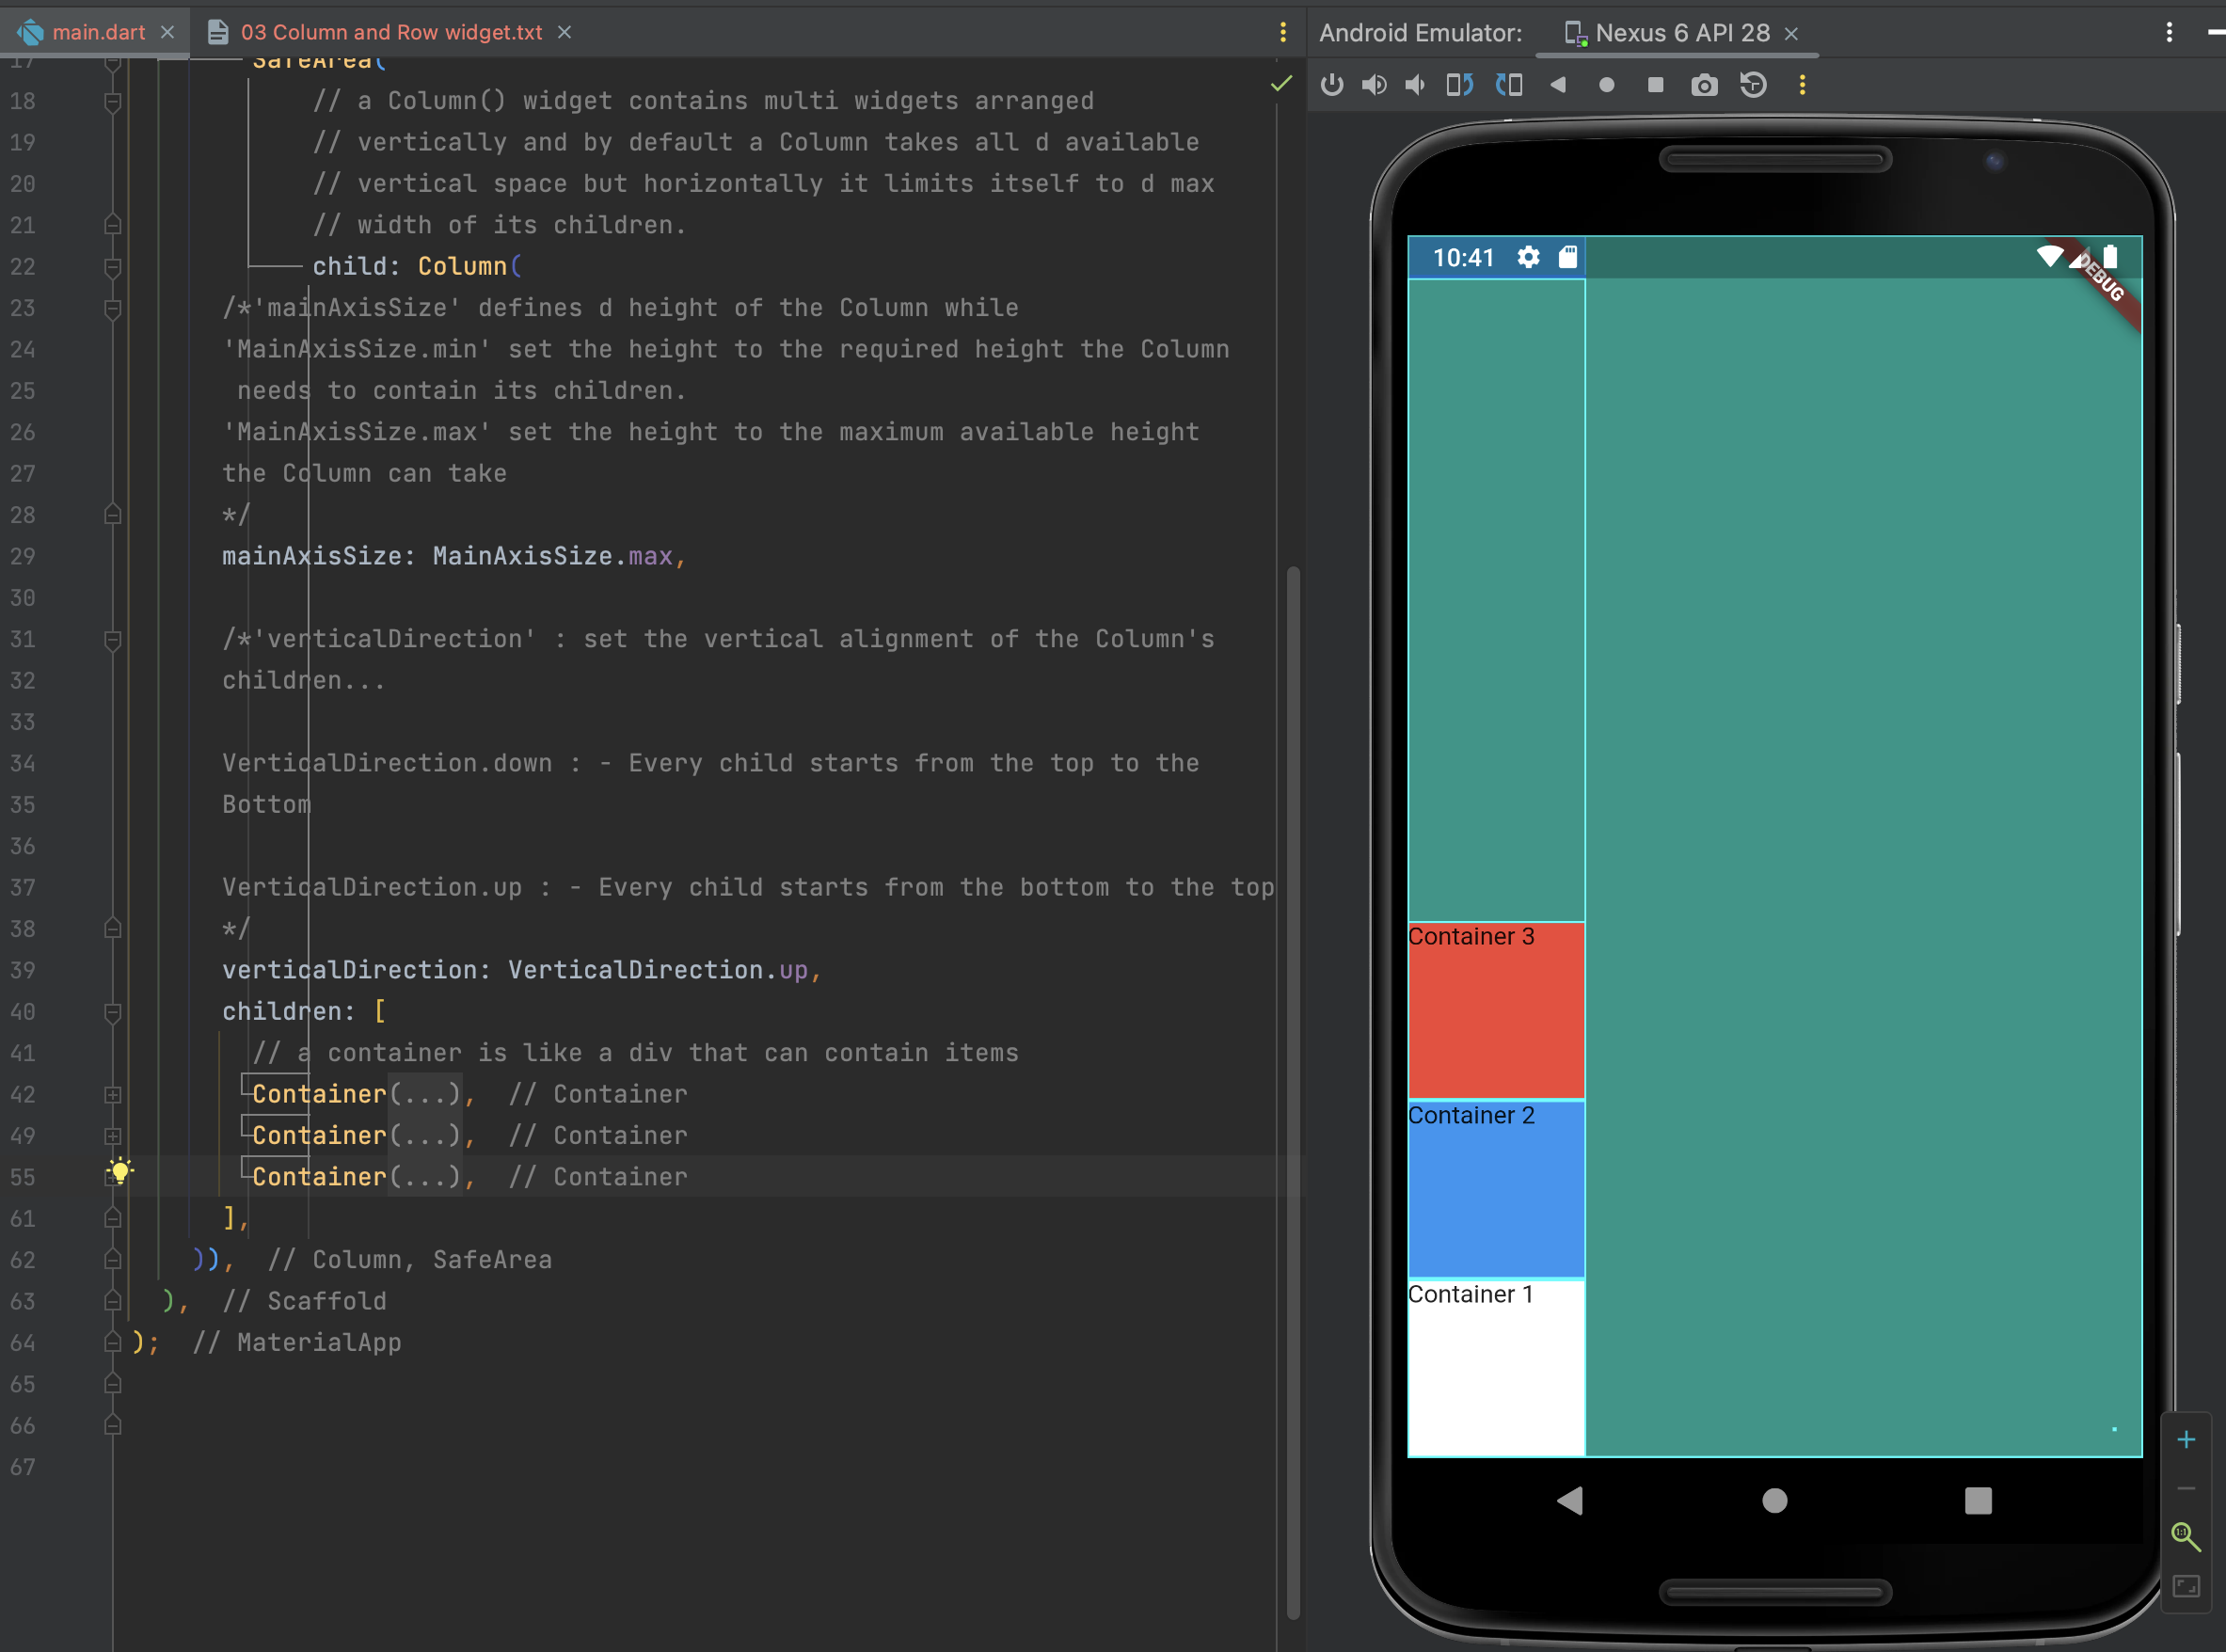 main.dart
03 Column and Row widget.txt
Android Emulator:
Nexus 6 API 28
17 SafeArea(
18 // a Column() widget contains multi widgets arranged
19 // vertically and by default a Column takes all d available
20 // vertical space but horizontally it limits itself to d max
21 // width of its children.
22 child: Column(
23 /*'mainAxisSize' defines d height of the Column while
24 'MainAxisSize.min' set the height to the required height the Column
25 needs to contain its children.
26 'MainAxisSize.max' set the height to the maximum available height
27 the Column can take
28 */
29 mainAxisSize: MainAxisSize.max,
30
31 /*'verticalDirection' : set the vertical alignment of the Column's
32 children...
33
34 VerticalDirection.down : - Every child starts from the top to the
35 Bottom
36
37 VerticalDirection.up : - Every child starts from the bottom to the top
38 */
39 verticalDirection: VerticalDirection.up,
40 children: [
41 // a container is like a div that can contain items
42 Container(...), // Container
49 Container(...), // Container
55 Container(...), // Container
61 ],
62 )), // Column, SafeArea
63 ), // Scaffold
64 ); // MaterialApp
65
66
67
10:41
DEBUG
Container 3
Container 2
Container 1
1:1